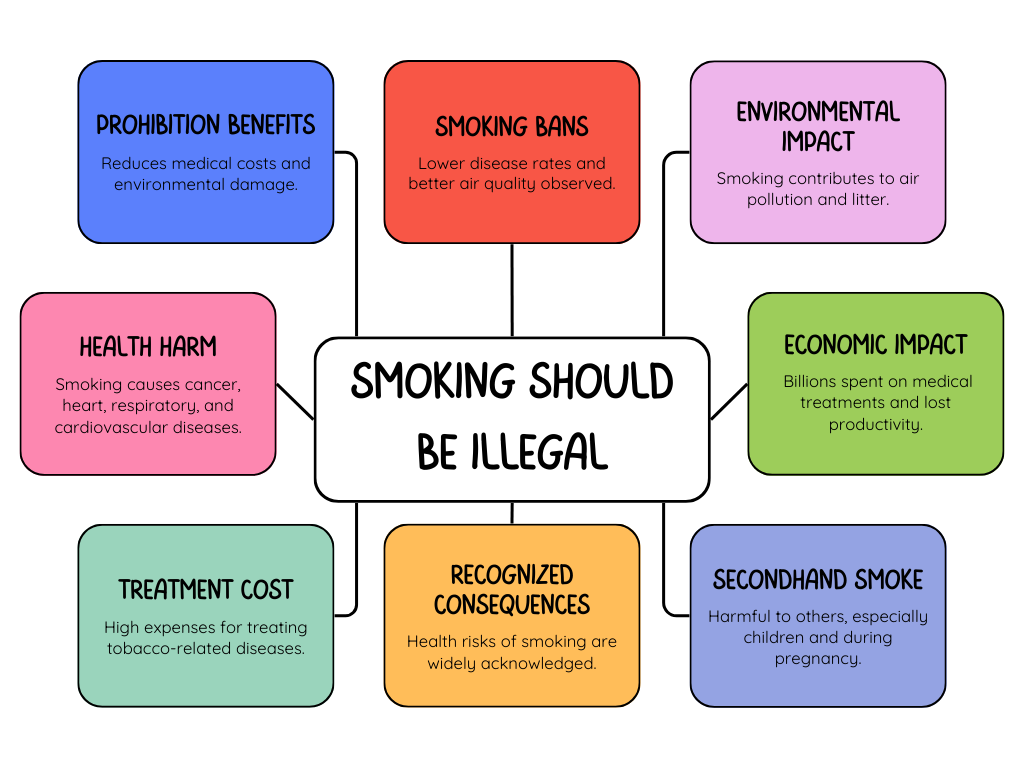 PROHIBITION BENEFITS
Reduces medical costs and
environmental damage.
SMOKING BANS
Lower disease rates and
better air quality observed.
ENVIRONMENTAL
IMPACT
Smoking contributes to air
pollution and litter.
HEALTH HARM
Smoking causes cancer,
heart, respiratory, and
cardiovascular diseases.
SMOKING SHOULD
BE ILLEGAL
ECONOMIC IMPACT
Billions spent on medical
treatments and lost
productivity.
TREATMENT COST
High expenses for treating
tobacco-related diseases.
RECOGNIZED
CONSEQUENCES
Health risks of smoking are
widely acknowledged.
SECONDHAND SMOKE
Harmful to others, especially
children and during
pregnancy.